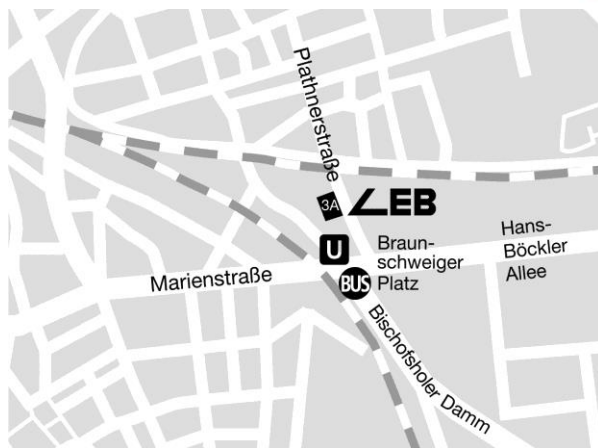 Plathnerstraße
3A
LEB
U
Braun-
schweiger
Platz
Hans-
Böckler
Allee
Marienstraße
BUS
Bischofsholer Damm